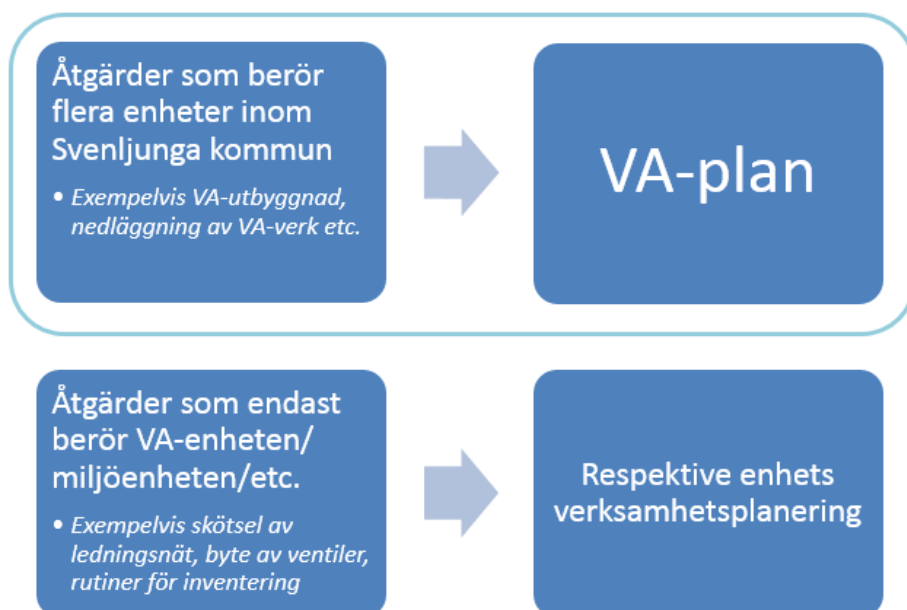 Åtgärder som berör
flera enheter inom
Svenljunga kommun
• Exempelvis VA-utbyggnad,
nedläggning av VA-verk etc.
VA-plan
Åtgärder som endast
berör VA-enheten/
miljöenheten/etc.
• Exempelvis skötsel av
ledningsnät, byte av ventiler,
rutiner för inventering
Respektive enhets
verksamhetsplanering